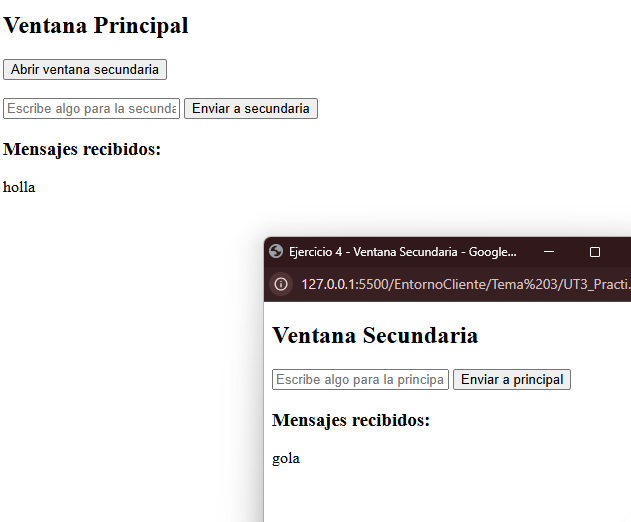 Ventana Principal
Abrir ventana secundaria
Escribe algo para la secunda
Enviar a secundaria
Mensajes recibidos:
holla
Ejercicio 4 - Ventana Secundaria - Google...
127.0.0.1:5500/EntornoCliente/Tema%203/UT3_Practi.
Ventana Secundaria
Escribe algo para la principa
Enviar a principal
Mensajes recibidos:
gola